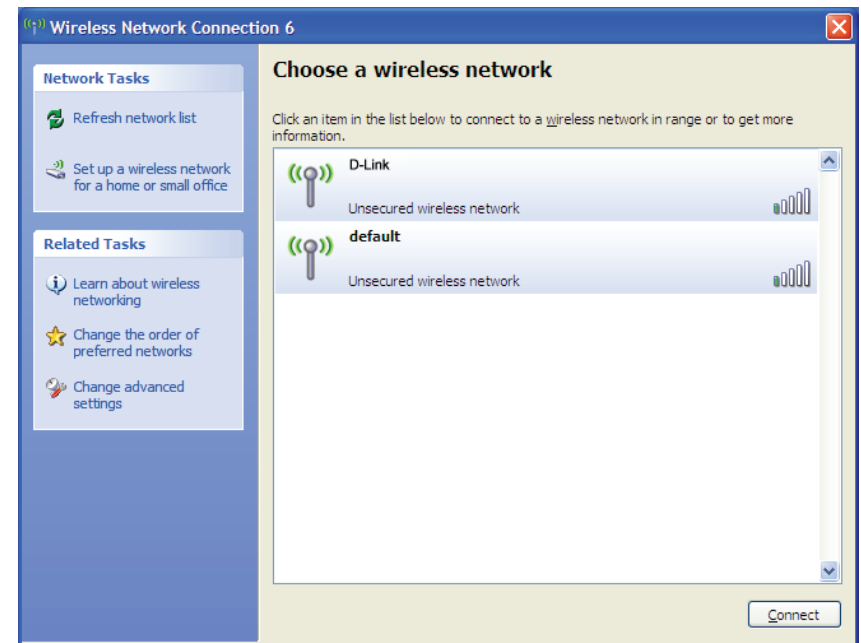 Wireless Network Connection 6
Network Tasks
Refresh network list
Set up a wireless network
for a home or small office
Related Tasks
Learn about wireless
networking
Change the order of
preferred networks
Change advanced
settings
Choose a wireless network
Click an item in the list below to connect to a wireless network in range or to get more
information.
D-Link
Unsecured wireless network
default
Unsecured wireless network
Connect